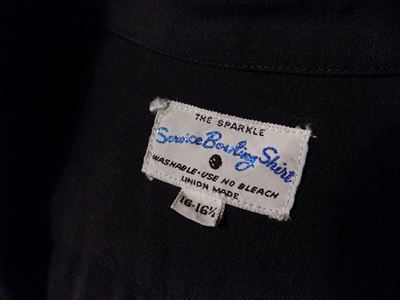 THE SPARKLE
Service Bowling Shirt
WASHABLE · USE NO BLEACH
UNION MADE
16-16½